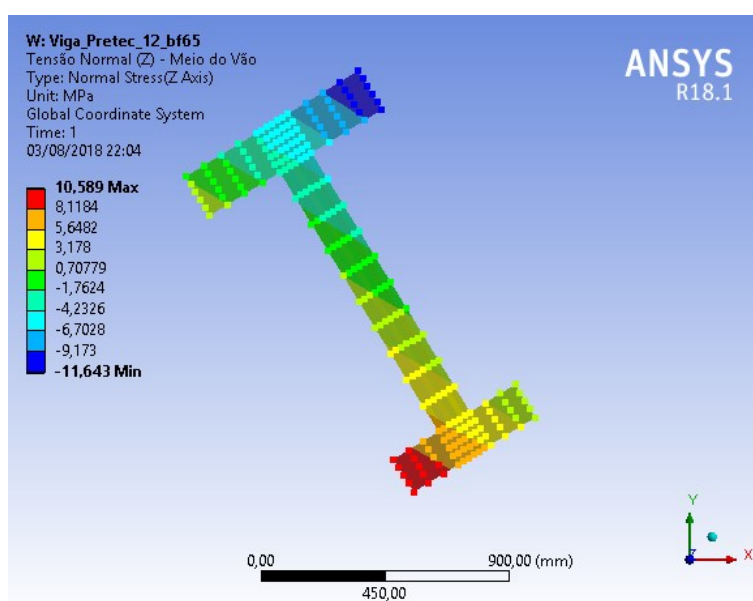 W: Viga_Pretec_12_bf65
Tensão Normal (Z) - Meio do Vão
Type: Normal Stress(Z Axis)
Unit: MPa
Global Coordinate System
Time: 1
03/08/2018 22:04
ANSYS
R18.1
10,589 Max
8,1184
5,6482
3,178
0,70779
-1,7624
-4,2326
-6,7028
-9,173
-11,643 Min
Y
Z
X
0,00
900,00 (mm)
450,00